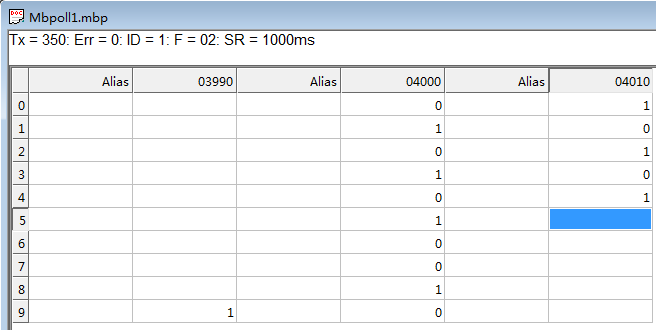 DOC Mbpoll1.mbp
Tx = 350: Err = 0: ID = 1: F = 02: SR = 1000ms
Alias 03990 Alias 04000 Alias 04010
0 0 1
1 1 0
2 0 1
3 1 0
4 0 1
5 1
6 0
7 0
8 1
9 1 0